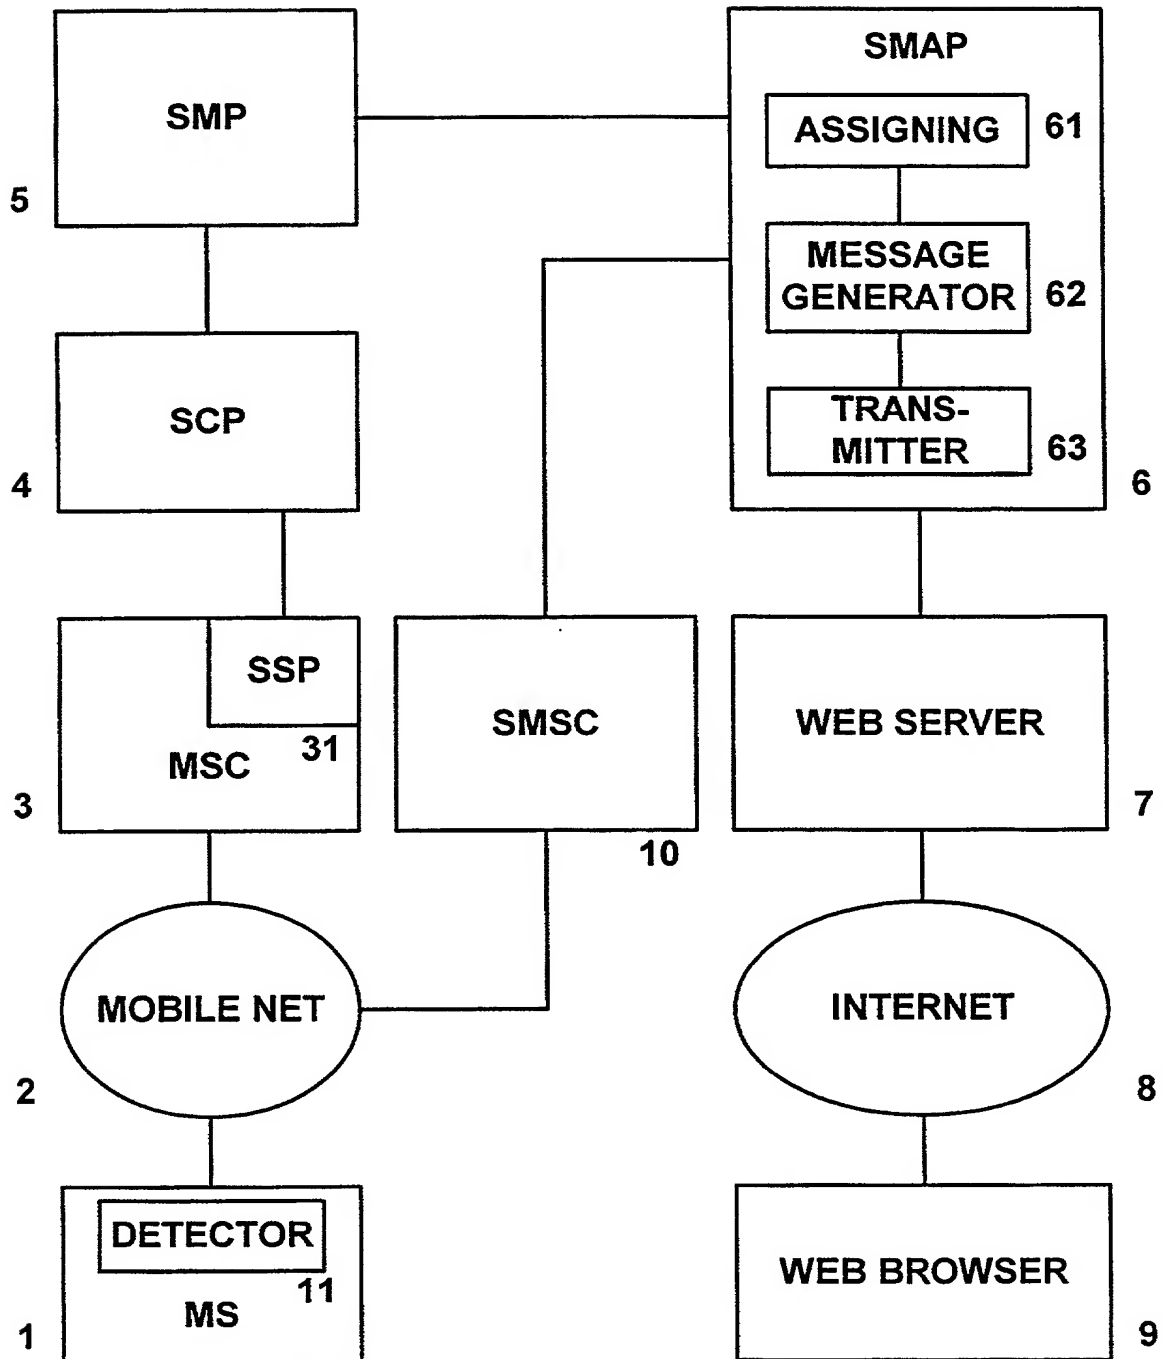 SMP
5
SMAP
ASSIGNING
61
MESSAGE
GENERATOR
62
TRANS-
MITTER
63
6
SCP
4
SSP
31
MSC
3
SMSC
10
WEB SERVER
7
MOBILE NET
2
INTERNET
8
DETECTOR
11
MS
1
WEB BROWSER
9